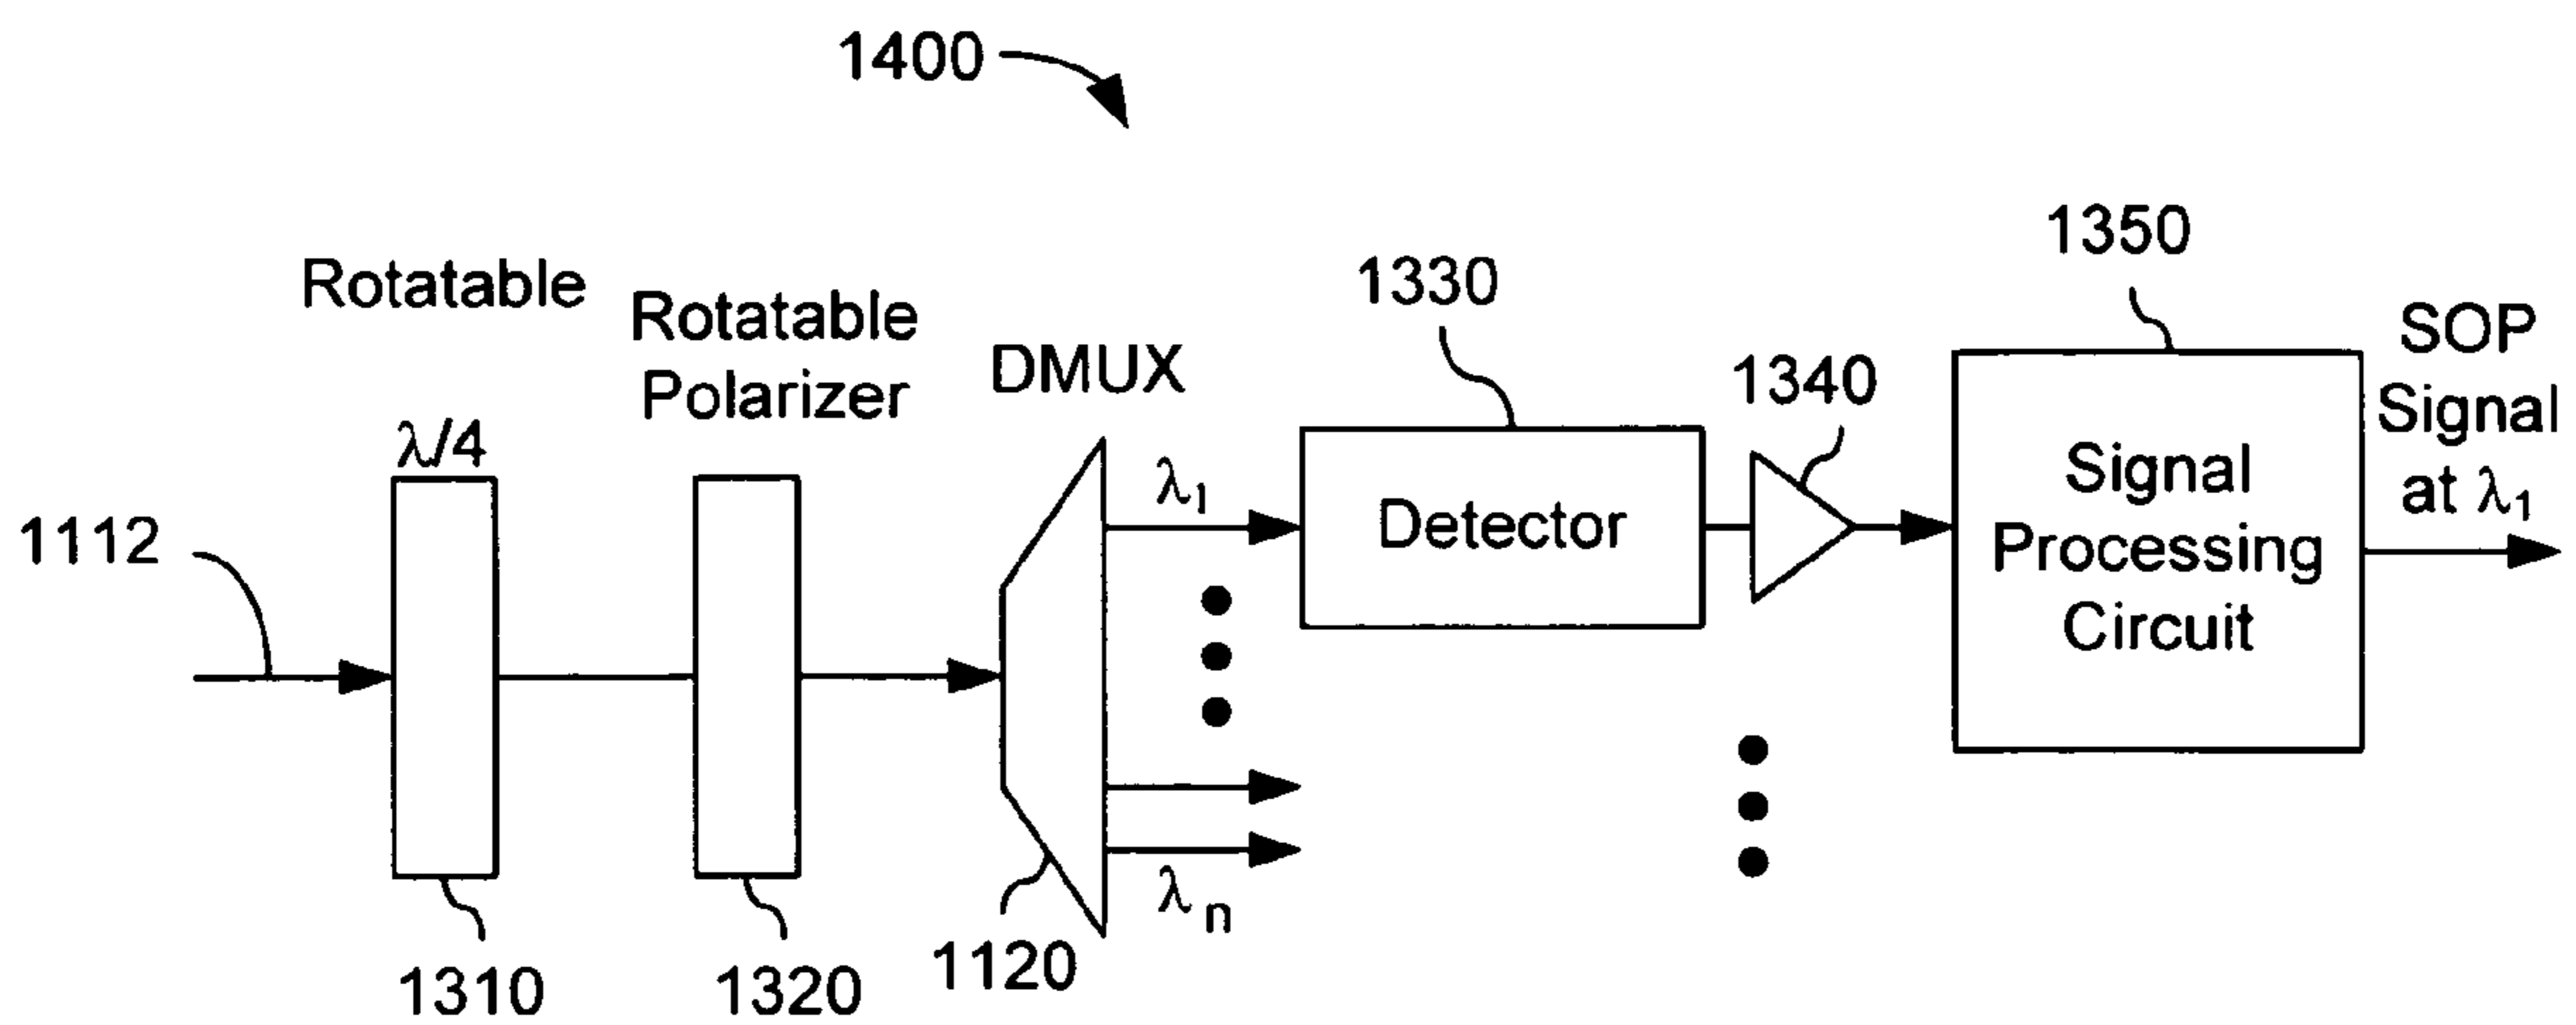 1400
Rotatable
λ/4
Rotatable
Polarizer
DMUX
1330
1340
1350
SOP
Signal
at λ1
1112
λ1
Detector
Signal
Processing
Circuit
λn
1310
1320
1120